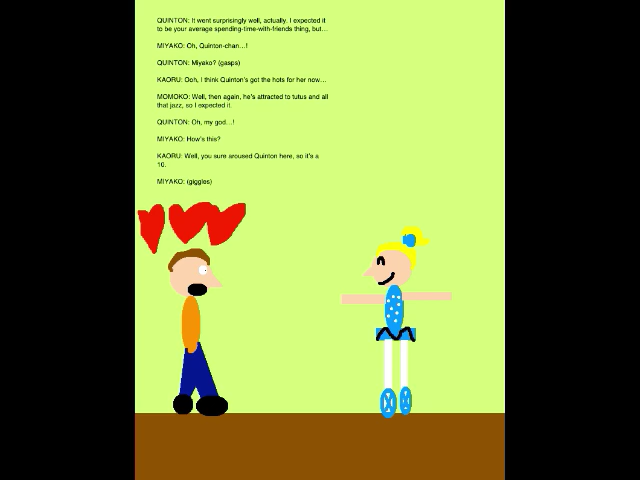 QUINTON: It went surprisingly well, actually. I expected it
to be your average spending-time-with-friends thing, but...
MIYAKO: Oh, Quinton-chan...!
QUINTON: Miyako? (gasps)
KAORU: Ooh, I think Quinton's got the hots for her now...
MOMOKO: Well, then again, he's attracted to tutus and all
that jazz, so I expected it.
QUINTON: Oh, my god...!
MIYAKO: How's this?
KAORU: Well, you sure aroused Quinton here, so it's a
10.
MIYAKO: (giggles)